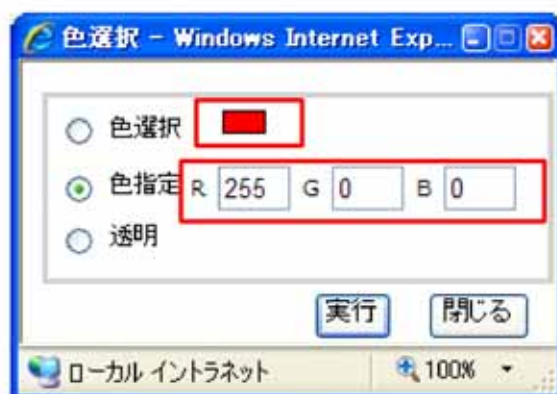 色選択 - Windows Internet Exp...
色選択
色指定 R 255 G 0 B 0
透明
実行 閉じる
ローカル イントラネット 100%